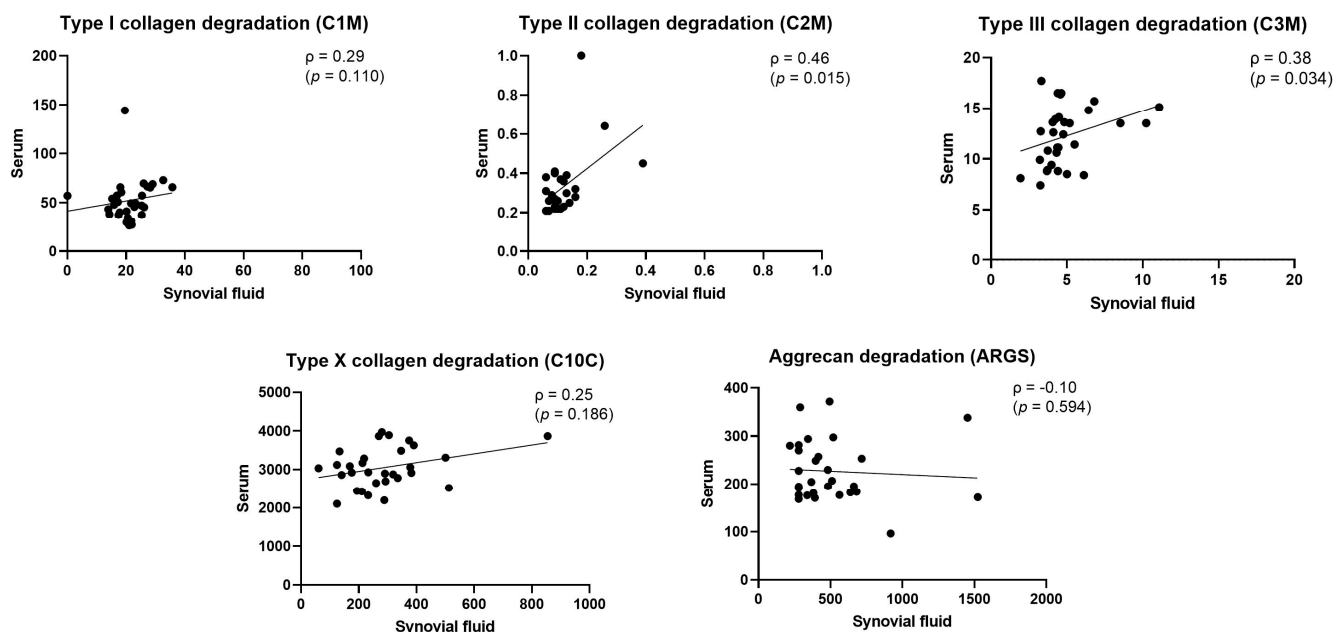 Type I collagen degradation (C1M)
ρ = 0.29
(p = 0.110)
200
150
100
50
0
Serum
0 20 40 60 80 100
Synovial fluid
Type II collagen degradation (C2M)
ρ = 0.46
(p = 0.015)
1.0
0.8
0.6
0.4
0.2
0.0
Serum
0.0 0.2 0.4 0.6 0.8 1.0
Synovial fluid
Type III collagen degradation (C3M)
ρ = 0.38
(p = 0.034)
20
15
10
5
0
Serum
0 5 10 15 20
Synovial fluid
Type X collagen degradation (C10C)
ρ = 0.25
(p = 0.186)
5000
4000
3000
2000
1000
0
Serum
0 200 400 600 800 1000
Synovial fluid
Aggrecan degradation (ARGS)
ρ = -0.10
(p = 0.594)
400
300
200
100
0
Serum
0 500 1000 1500 2000
Synovial fluid